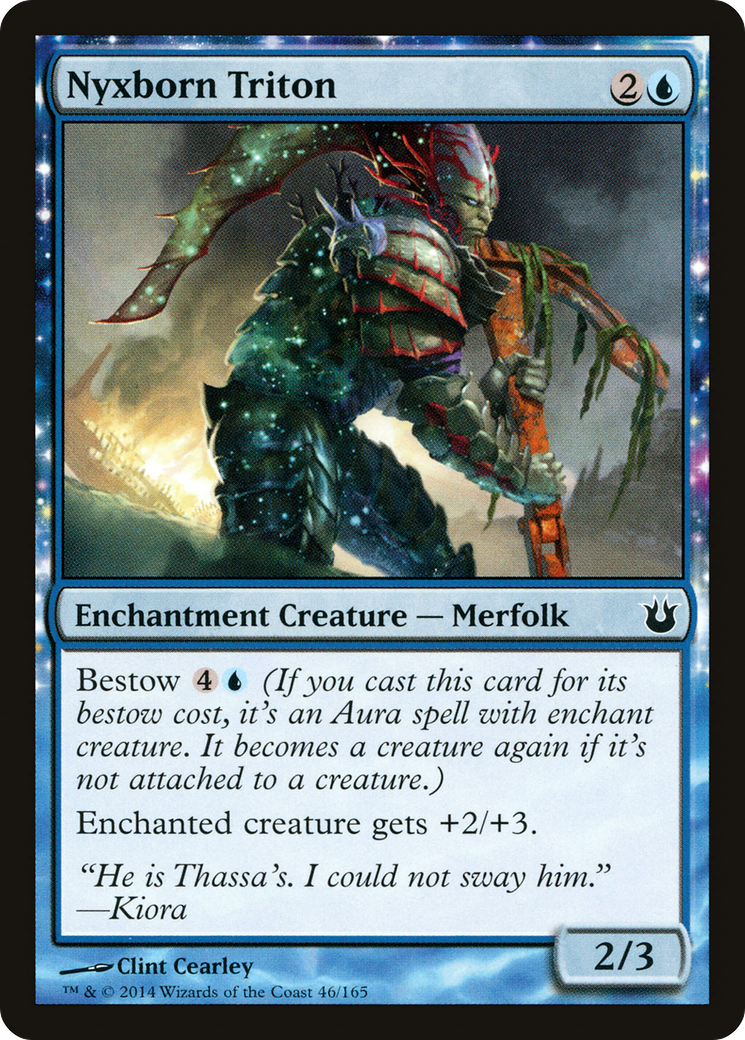 Nyxborn Triton
2
Enchantment Creature — Merfolk
Bestow 4 (If you cast this card for its
bestow cost, it's an Aura spell with enchant
creature. It becomes a creature again if it's
not attached to a creature.)
Enchanted creature gets +2/+3.
“He is Thassa's. I could not sway him.”
—Kiora
2/3
Clint Cearley
™ & © 2014 Wizards of the Coast 46/165